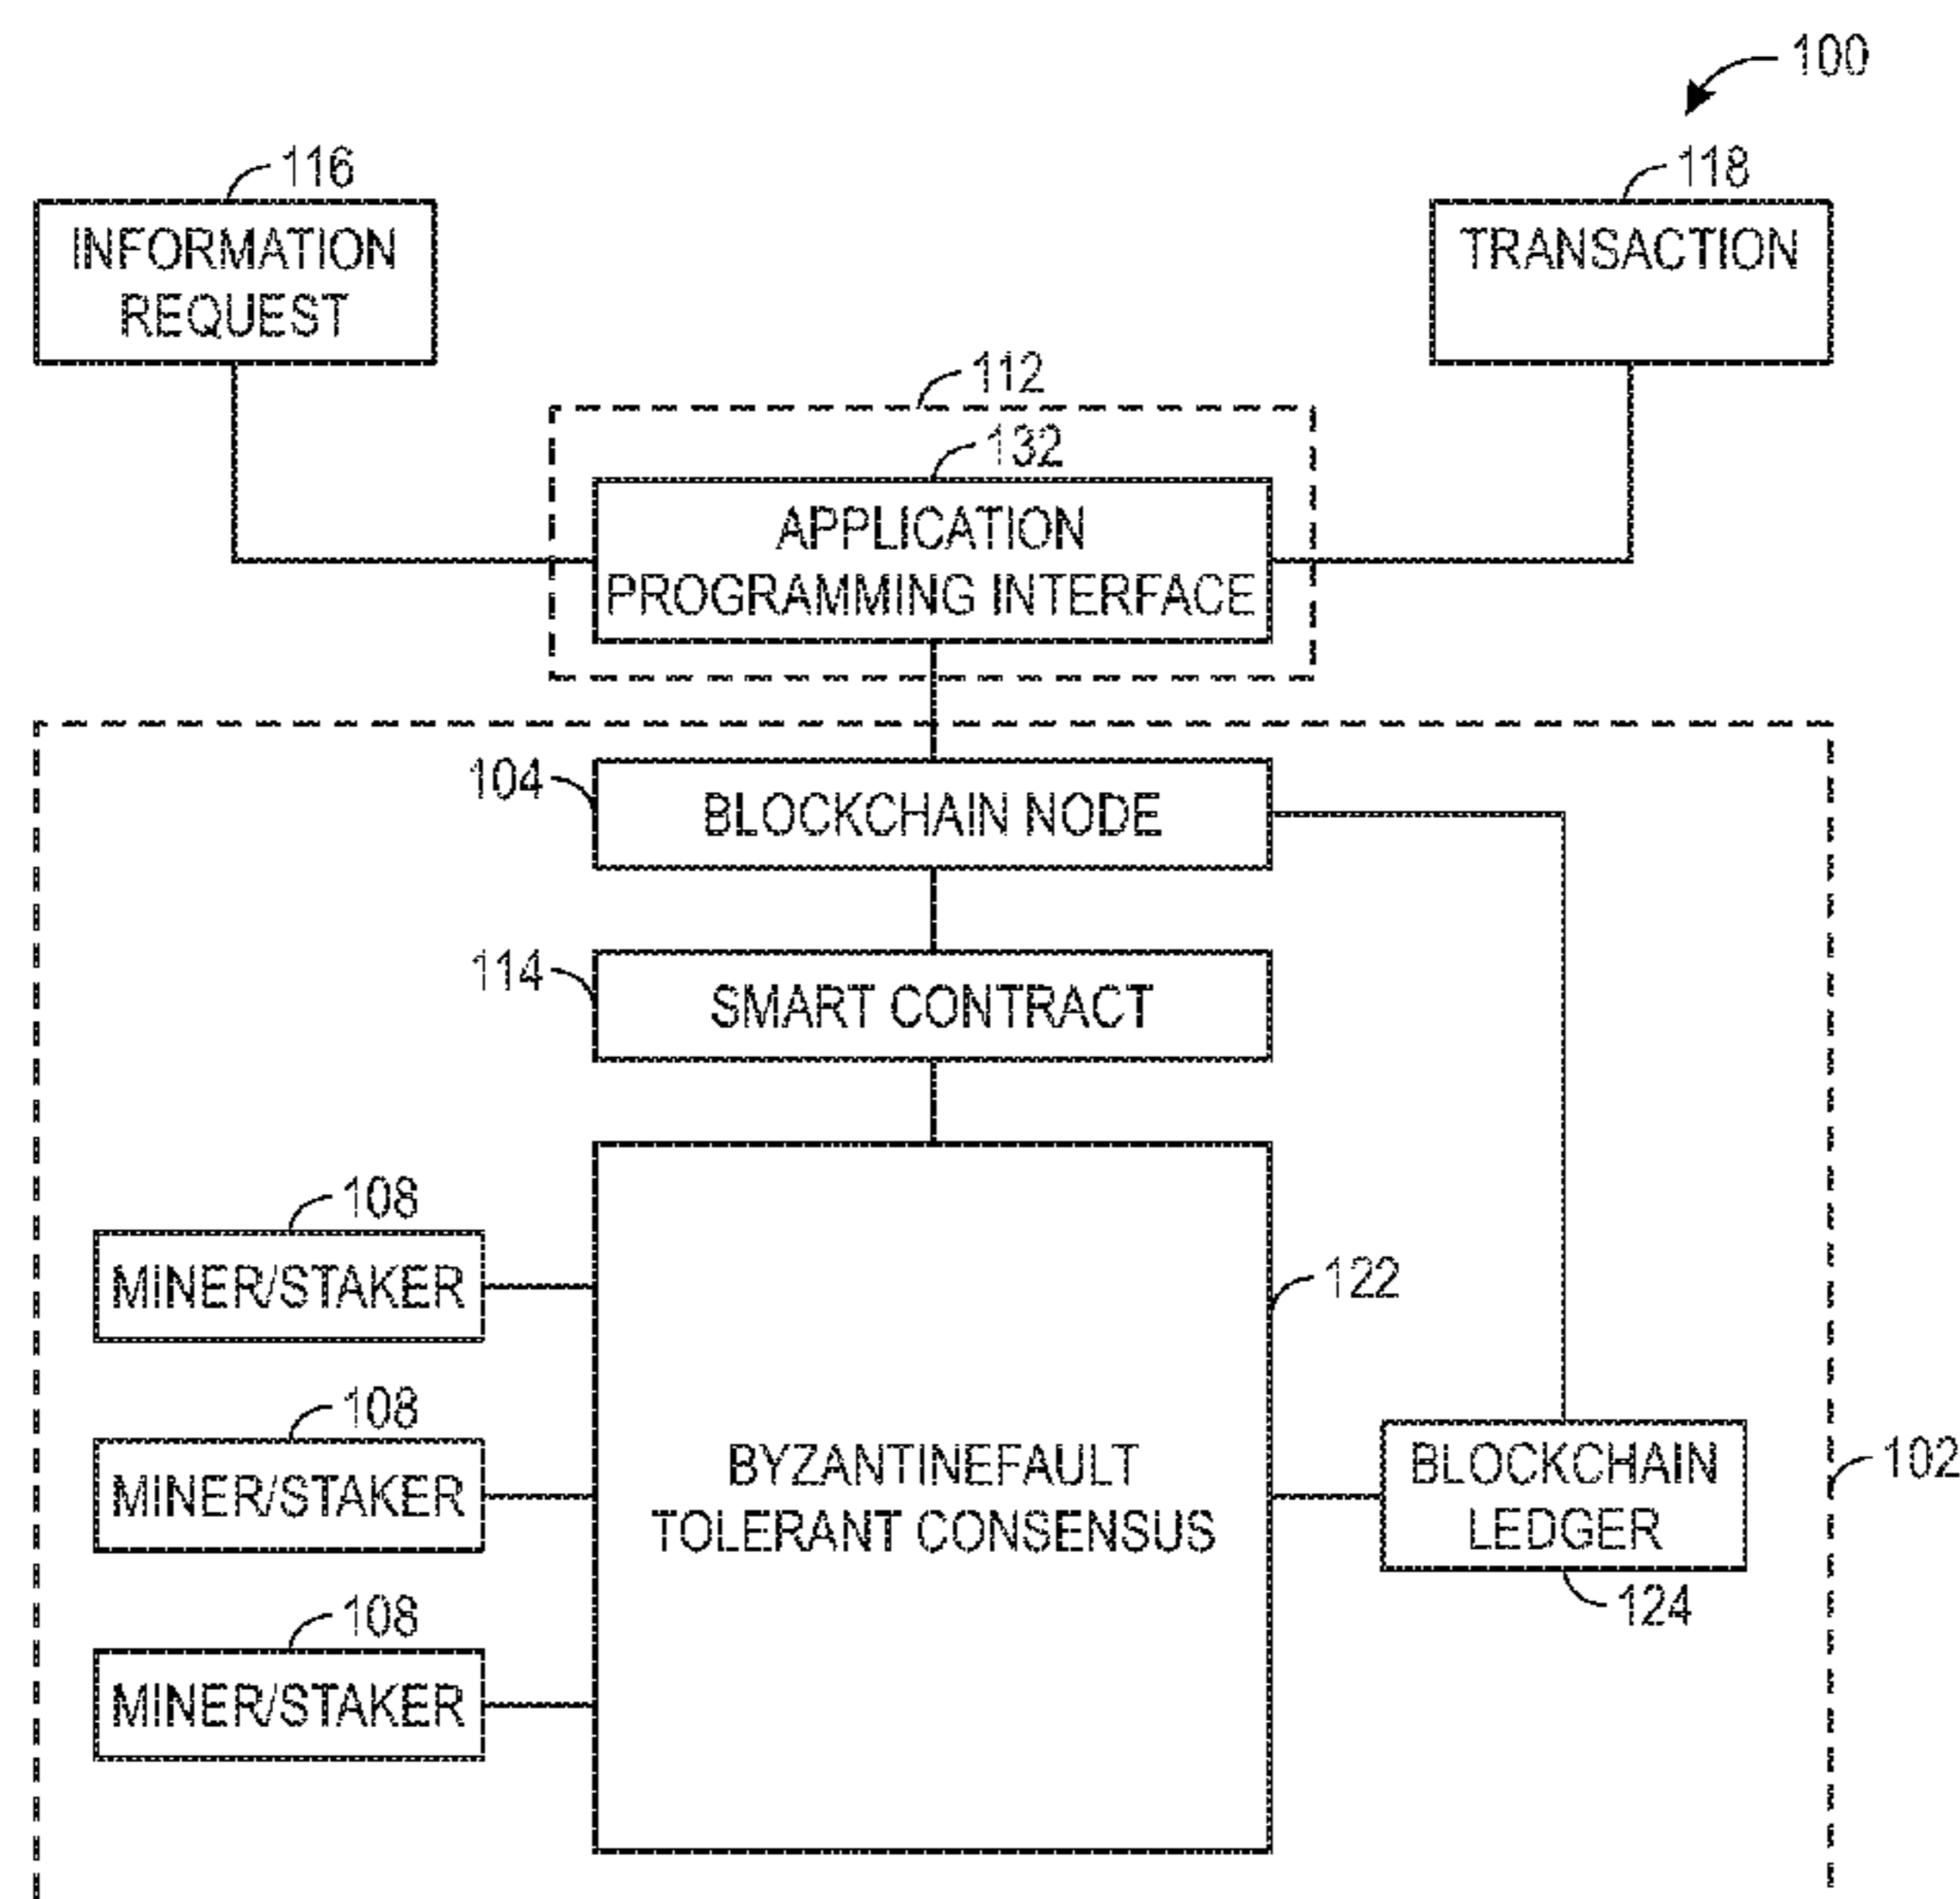 100
116
118
INFORMATION
REQUEST
TRANSACTION
112
132
APPLICATION
PROGRAMMING INTERFACE
104
BLOCKCHAIN NODE
114
SMART CONTRACT
108
MINER/STAKER
122
108
MINER/STAKER
BYZANTINEFAULT
TOLERANT CONSENSUS
BLOCKCHAIN
LEDGER
102
124
108
MINER/STAKER